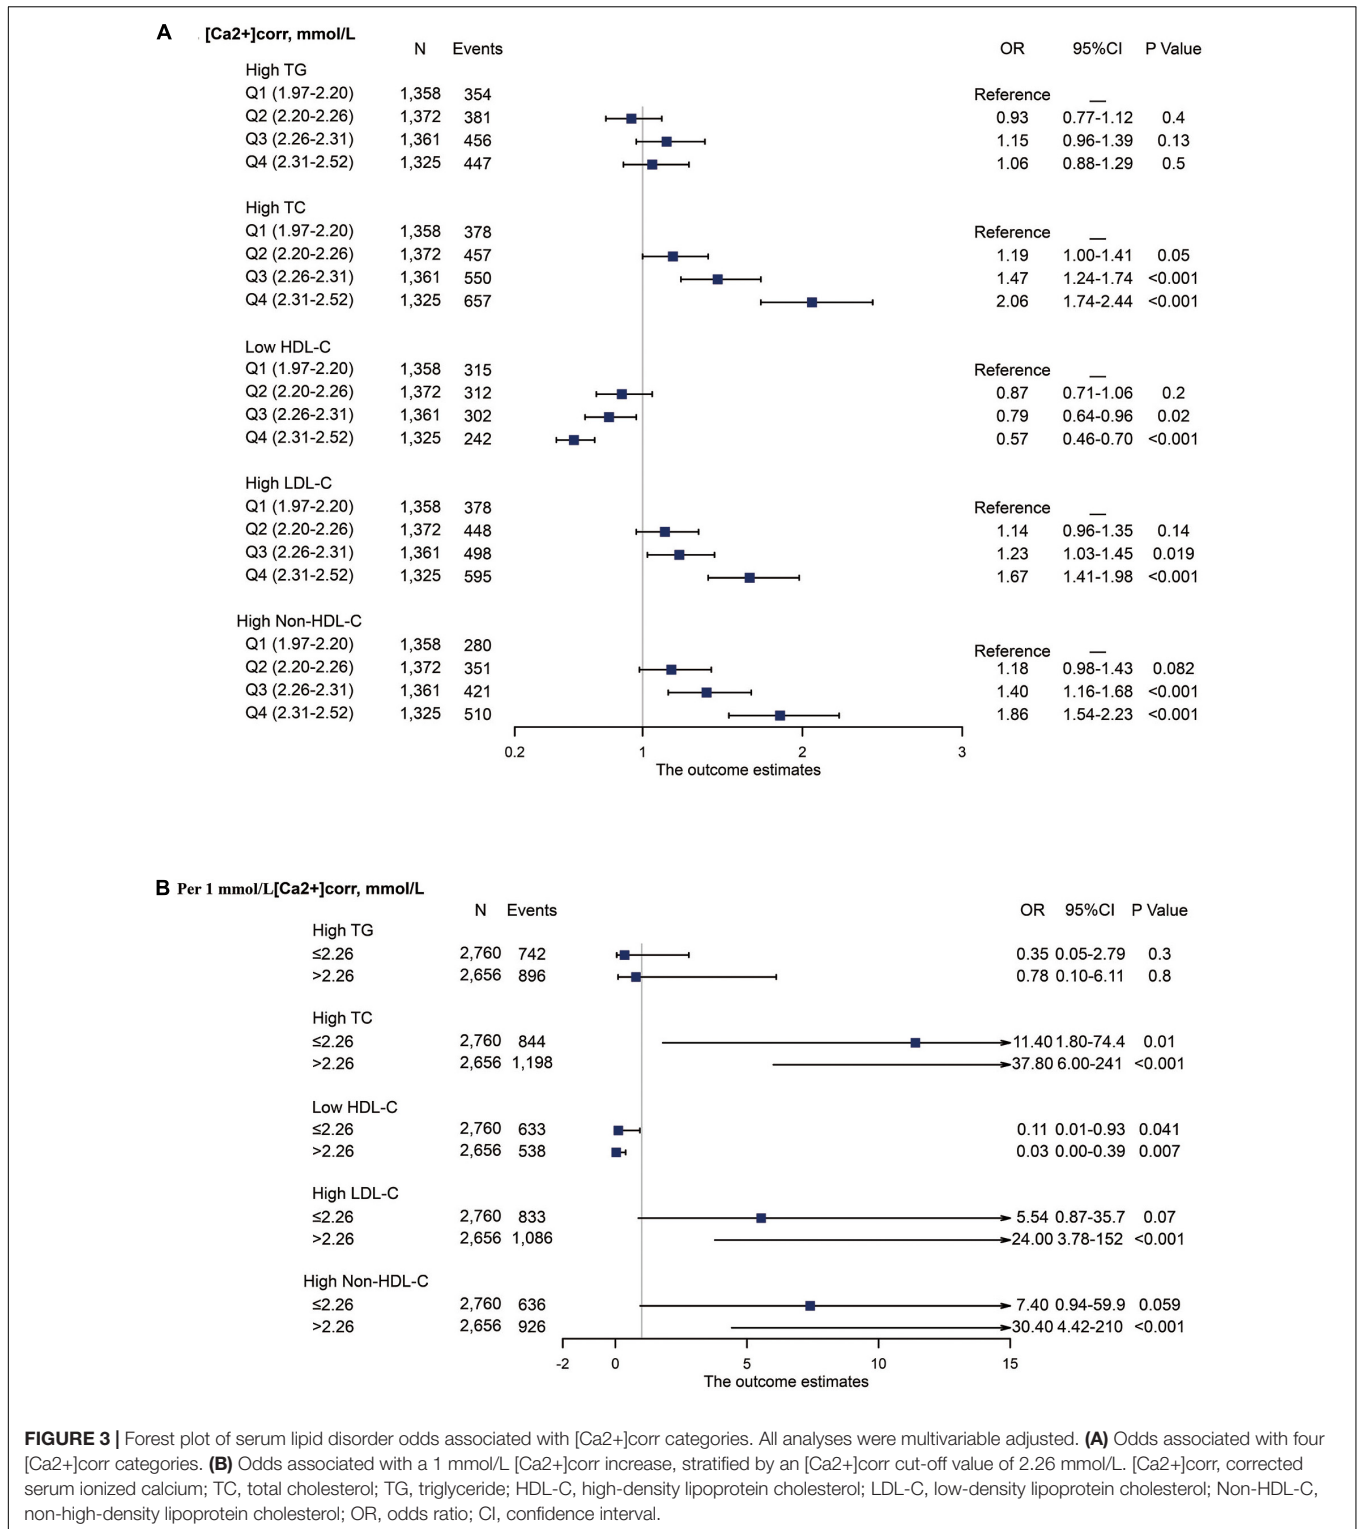 A [Ca2+]corr, mmol/L
N Events OR 95%CI P Value
High TG
Q1 (1.97-2.20) 1,358 354 Reference —
Q2 (2.20-2.26) 1,372 381 0.93 0.77-1.12 0.4
Q3 (2.26-2.31) 1,361 456 1.15 0.96-1.39 0.13
Q4 (2.31-2.52) 1,325 447 1.06 0.88-1.29 0.5
High TC
Q1 (1.97-2.20) 1,358 378 Reference —
Q2 (2.20-2.26) 1,372 457 1.19 1.00-1.41 0.05
Q3 (2.26-2.31) 1,361 550 1.47 1.24-1.74 <0.001
Q4 (2.31-2.52) 1,325 657 2.06 1.74-2.44 <0.001
Low HDL-C
Q1 (1.97-2.20) 1,358 315 Reference —
Q2 (2.20-2.26) 1,372 312 0.87 0.71-1.06 0.2
Q3 (2.26-2.31) 1,361 302 0.79 0.64-0.96 0.02
Q4 (2.31-2.52) 1,325 242 0.57 0.46-0.70 <0.001
High LDL-C
Q1 (1.97-2.20) 1,358 378 Reference —
Q2 (2.20-2.26) 1,372 448 1.14 0.96-1.35 0.14
Q3 (2.26-2.31) 1,361 498 1.23 1.03-1.45 0.019
Q4 (2.31-2.52) 1,325 595 1.67 1.41-1.98 <0.001
High Non-HDL-C
Q1 (1.97-2.20) 1,358 280 Reference —
Q2 (2.20-2.26) 1,372 351 1.18 0.98-1.43 0.082
Q3 (2.26-2.31) 1,361 421 1.40 1.16-1.68 <0.001
Q4 (2.31-2.52) 1,325 510 1.86 1.54-2.23 <0.001
0.2 1 2 3
The outcome estimates
B Per 1 mmol/L[Ca2+]corr, mmol/L
N Events OR 95%CI P Value
High TG
≤2.26 2,760 742 0.35 0.05-2.79 0.3
>2.26 2,656 896 0.78 0.10-6.11 0.8
High TC
≤2.26 2,760 844 11.40 1.80-74.4 0.01
>2.26 2,656 1,198 37.80 6.00-241 <0.001
Low HDL-C
≤2.26 2,760 633 0.11 0.01-0.93 0.041
>2.26 2,656 538 0.03 0.00-0.39 0.007
High LDL-C
≤2.26 2,760 833 5.54 0.87-35.7 0.07
>2.26 2,656 1,086 24.00 3.78-152 <0.001
High Non-HDL-C
≤2.26 2,760 636 7.40 0.94-59.9 0.059
>2.26 2,656 926 30.40 4.42-210 <0.001
-2 0 5 10 15
The outcome estimates
FIGURE 3 | Forest plot of serum lipid disorder odds associated with [Ca2+]corr categories. All analyses were multivariable adjusted. (A) Odds associated with four
[Ca2+]corr categories. (B) Odds associated with a 1 mmol/L [Ca2+]corr increase, stratified by an [Ca2+]corr cut-off value of 2.26 mmol/L. [Ca2+]corr, corrected
serum ionized calcium; TC, total cholesterol; TG, triglyceride; HDL-C, high-density lipoprotein cholesterol; LDL-C, low-density lipoprotein cholesterol; Non-HDL-C,
non-high-density lipoprotein cholesterol; OR, odds ratio; CI, confidence interval.